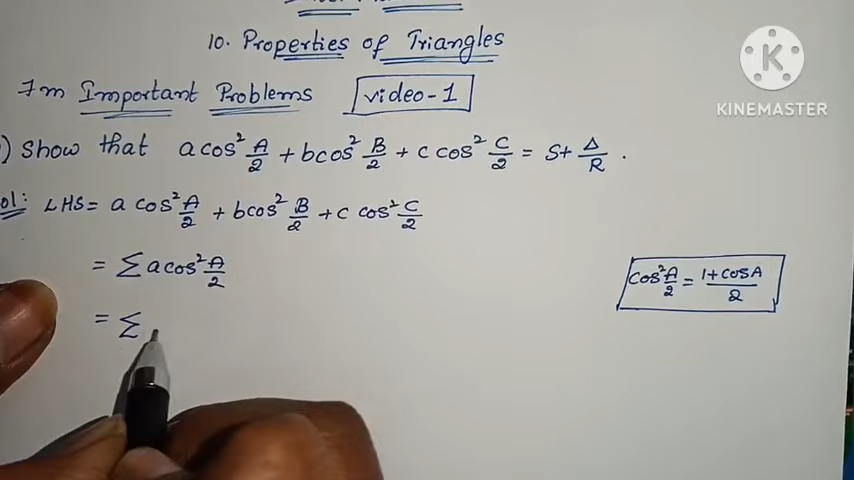 10. Properties of Triangles
7m Important Problems video-1
K
KINEMASTER
) Show that a cos² A/2 + b cos² B/2 + c cos² C/2 = S + Δ/R .
ol: LHS = a cos² A/2 + b cos² B/2 + c cos² C/2
= Σ a cos² A/2
cos² A/2 = 1 + cos A / 2
= Σ